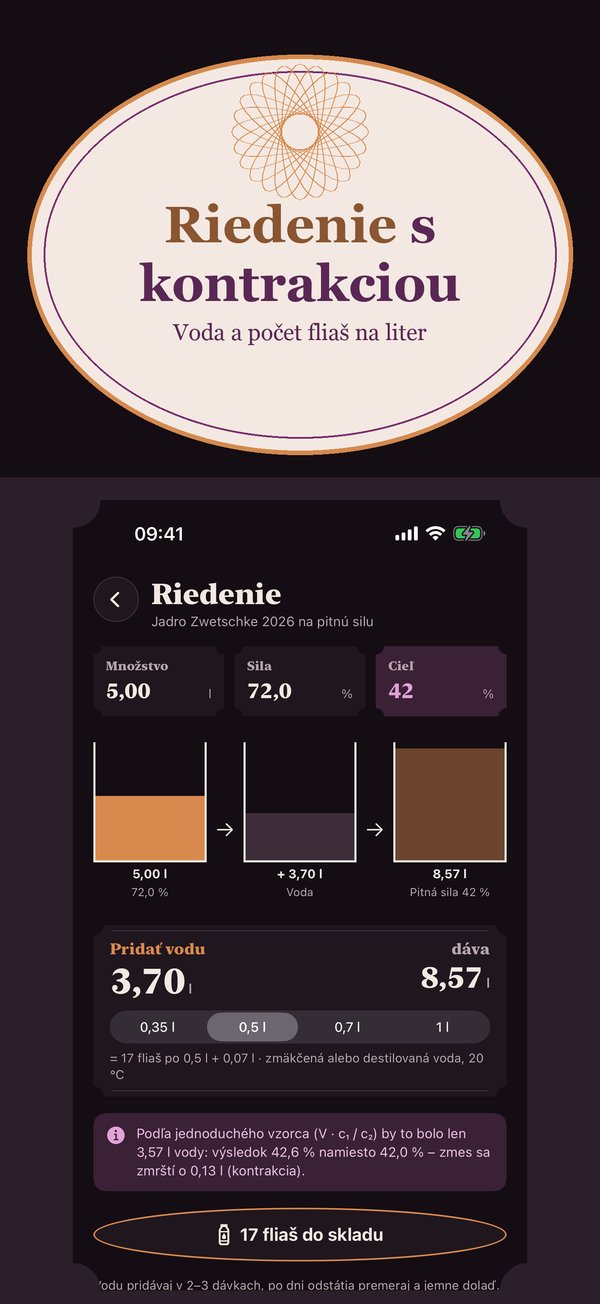 Riedenie s
kontrakciou
Voda a počet fliaš na liter
09:41
Riedenie
Jadro Zwetschke 2026 na pitnú silu
Množstvo
5,00 l
Sila
72,0 %
Cieľ
42 %
5,00 l
72,0 %
+ 3,70 l
Voda
8,57 l
Pitná sila 42 %
Pridať vodu
3,70 l
dáva
8,57 l
0,35 l 0,5 l 0,7 l 1 l
= 17 fliaš po 0,5 l + 0,07 l · zmäkčená alebo destilovaná voda, 20
°C
Podľa jednoduchého vzorca (V · c₁ / c₂) by to bolo len
3,57 l vody: výsledok 42,6 % namiesto 42,0 % – zmes sa
zmrští o 0,13 l (kontrakcia).
17 fliaš do skladu
pridávaj v 2–3 dávkach, po dni odstátia premeraj a jemne dolaď.